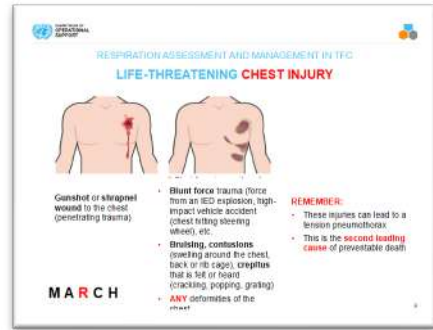 OPERATIONAL
SUPPORT
RESPIRATION ASSESSMENT AND MANAGEMENT IN TFC
LIFE-THREATENING CHEST INJURY
Gunshot or shrapnel
wound to the chest
(penetrating trauma)
• Blunt force trauma (force
from an IED explosion, high-
impact vehicle accident
(chest hitting steering
wheel), etc.
• Bruising, contusions
(swelling around the chest,
back or rib cage), crepitus
that is felt or heard
(cracking, popping, grating)
• ANY deformities of the
chest
REMEMBER:
• These injuries can lead to a
tension pneumothorax
• This is the second leading
cause of preventable death
MARCH